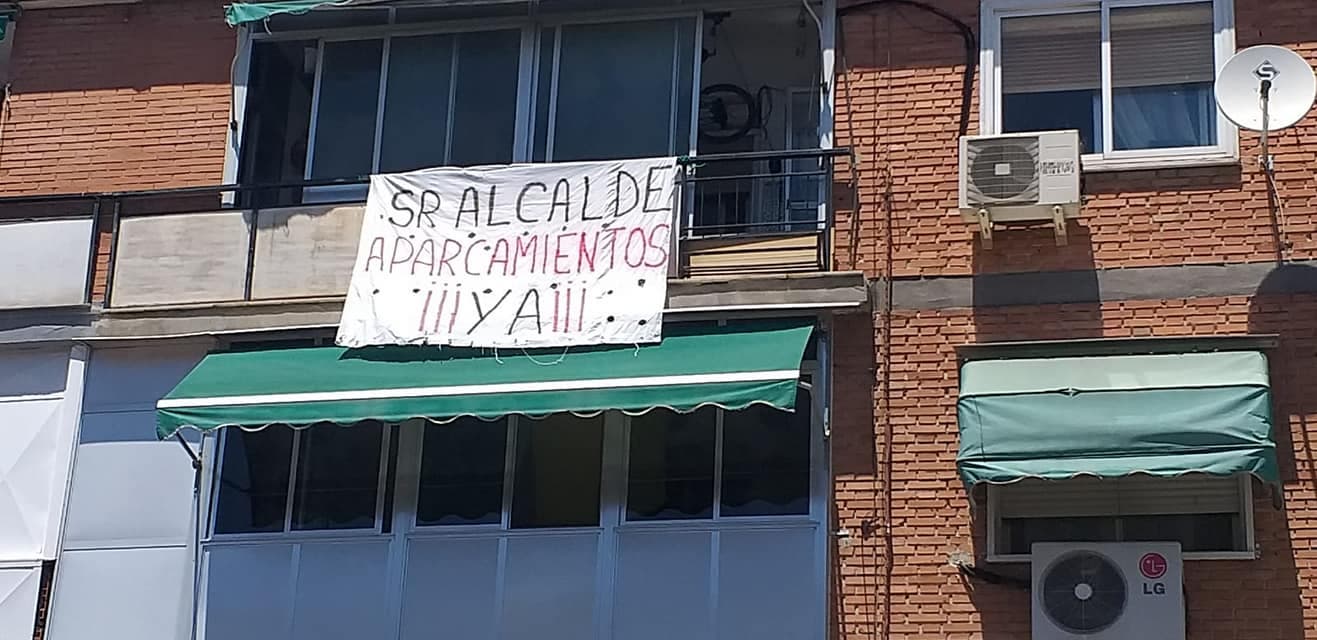 SR ALCALDE
APARCAMIENTOS
¡¡¡YA!!!
S
LG